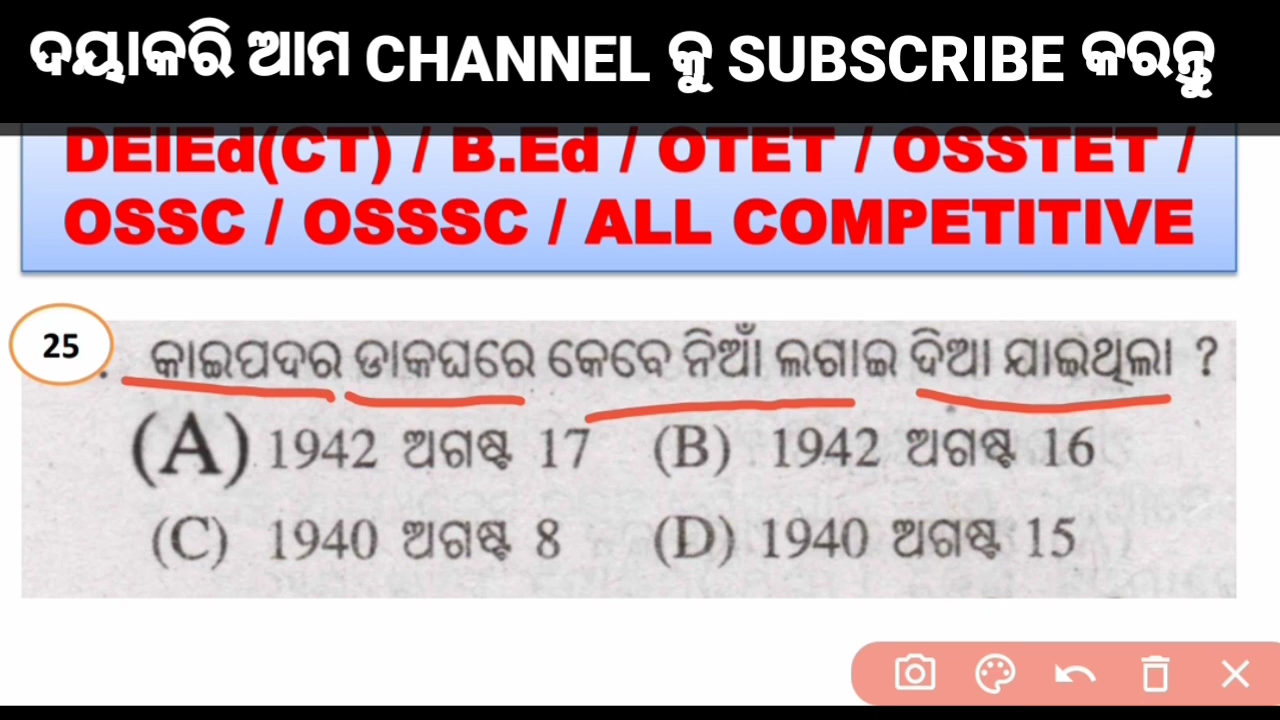 ଦୟାକରି ଆମ CHANNEL କୁ SUBSCRIBE କରନ୍ତୁ
DElEd(CT) / B.Ed / OTET / OSSTET /
OSSC / OSSSC / ALL COMPETITIVE
25 . କାଇପଦର ଡାକଘରେ କେବେ ନିଆଁ ଲଗାଇ ଦିଆ ଯାଇଥିଲା ?
(A) 1942 ଅଗଷ୍ଟ 17 (B) 1942 ଅଗଷ୍ଟ 16
(C) 1940 ଅଗଷ୍ଟ 8 (D) 1940 ଅଗଷ୍ଟ 15